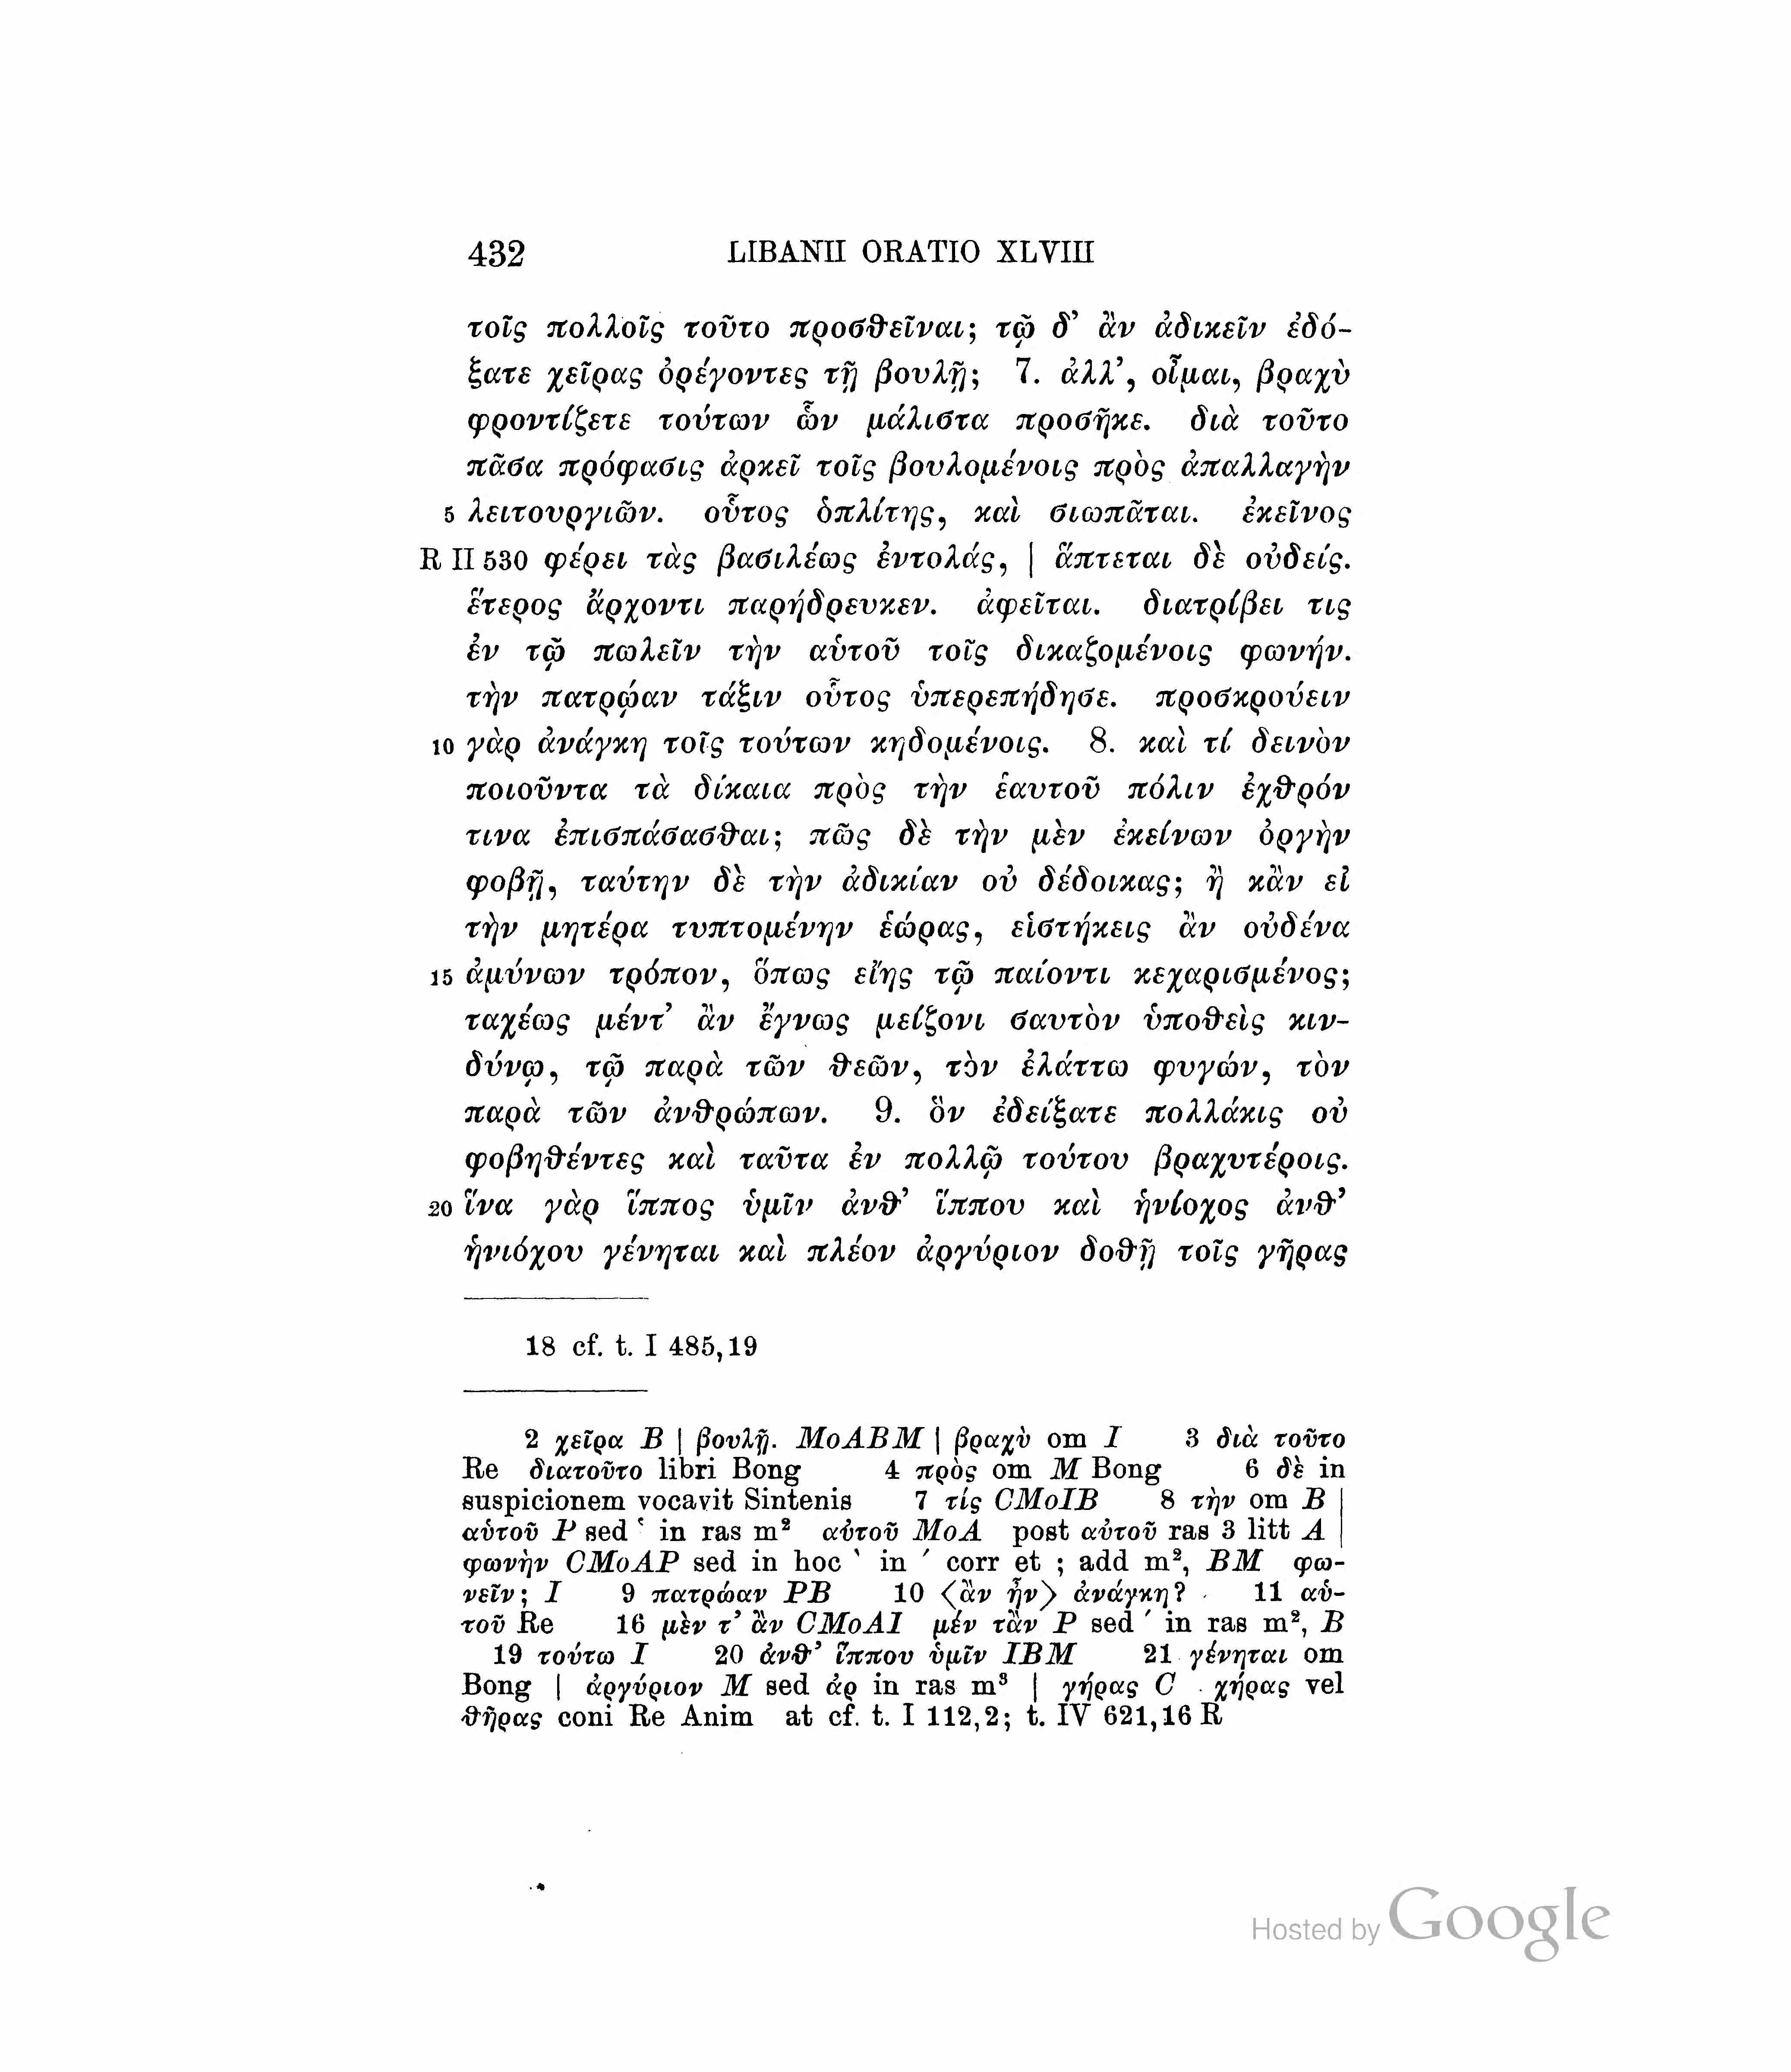 432 LIBANII ORATIO XLVIII
τοῖς πολλοῖς τοῦτο προσθεῖναι; τῷ δ’ ἂν ἀδικεῖν ἐδό-
ξατε χεῖρας ὀρέγοντες τῇ βουλῇ; 7. ἀλλ’, οἶμαι, βραχὺ
φροντίζετε τούτων ὧν μάλιστα προσῆκε. διὰ τοῦτο
πᾶσα πρόφασις ἀρκεῖ τοῖς βουλομένοις πρὸς ἀπαλλαγὴν
5 λειτουργιῶν. οὗτος ὁπλίτης, καὶ σιωπᾶται. ἐκεῖνος
R II 530 φέρει τὰς βασιλέως ἐντολάς, | ἅπτεται δὲ οὐδείς.
ἕτερος ἄρχοντι παρήδρευκεν. ἀφεῖται. διατρίβει τις
ἐν τῷ πωλεῖν τὴν αὑτοῦ τοῖς δικαζομένοις φωνήν.
τὴν πατρῴαν τάξιν οὗτος ὑπερεπήδησε. προσκρούειν
10 γὰρ ἀνάγκη τοῖς τούτων κηδομένοις. 8. καὶ τί δεινὸν
ποιοῦντα τὰ δίκαια πρὸς τὴν ἑαυτοῦ πόλιν ἐχθρόν
τινα ἐπισπάσασθαι; πῶς δὲ τὴν μὲν ἐκείνων ὀργὴν
φοβῇ, ταύτην δὲ τὴν ἀδικίαν οὐ δέδοικας; ἢ κἂν εἰ
τὴν μητέρα τυπτομένην ἑώρας, εἱστήκεις ἂν οὐδένα
15 ἀμύνων τρόπον, ὅπως εἴης τῷ παίοντι κεχαρισμένος;
ταχέως μέντ’ ἂν ἔγνως μείζονι σαυτὸν ὑποθεὶς κιν-
δύνῳ, τῷ παρὰ τῶν θεῶν, τὸν ἐλάττω φυγών, τὸν
παρὰ τῶν ἀνθρώπων. 9. ὃν ἐδείξατε πολλάκις οὐ
φοβηθέντες καὶ ταῦτα ἐν πολλῷ τούτου βραχυτέροις.
20 ἵνα γὰρ ἵππος ὑμῖν ἀνθ’ ἵππου καὶ ἡνίοχος ἀνθ’
ἡνιόχου γένηται καὶ πλέον ἀργύριον δοθῇ τοῖς γῆρας
18 cf. t. I 485,19
2 χεῖρα B | βουλῇ. MoABM | βραχὺ om I 3 διὰ τοῦτο
Re διατοῦτο libri Bong 4 πρὸς om M Bong 6 δὲ in
suspicionem vocavit Sintenis 7 τίς CMoIB 8 τὴν om B |
αὑτοῦ P sed ῾ in ras m² αὐτοῦ MoA post αὐτοῦ ras 3 litt A |
φωνὴν CMoAP sed in hoc ` in ´ corr et ; add m², BM φω-
νεῖν; I 9 πατρώαν PB 10 ⟨ἂν ἦν⟩ ἀνάγκη? 11 αὑ-
τοῦ Re 16 μὲν τ’ ἂν CMoAI μέν τἂν P sed ´ in ras m², B
19 τούτω I 20 ἀνθ’ ἵππου ὑμῖν IBM 21 γένηται om
Bong | ἀργύριον M sed ἀρ in ras m³ | γήρας C χήρας vel
θῆρας coni Re Anim at cf. t. I 112,2; t. IV 621,16 R
Hosted by Google